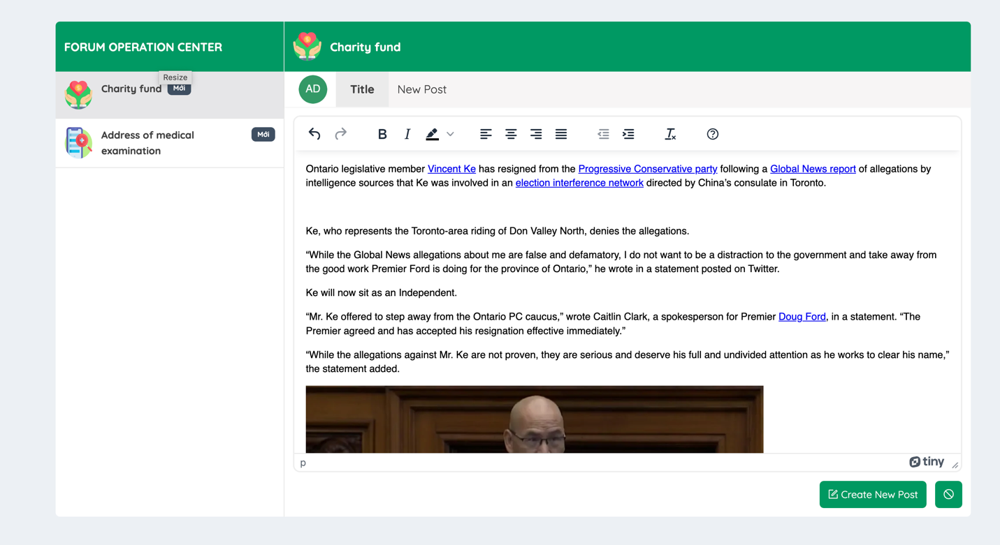 FORUM OPERATION CENTER
Resize
Charity fund Mới
Address of medical
examination
Mới
Charity fund
AD
Title
New Post
B I
Ontario legislative member Vincent Ke has resigned from the Progressive Conservative party following a Global News report of allegations by
intelligence sources that Ke was involved in an election interference network directed by China’s consulate in Toronto.
Ke, who represents the Toronto-area riding of Don Valley North, denies the allegations.
“While the Global News allegations about me are false and defamatory, I do not want to be a distraction to the government and take away from
the good work Premier Ford is doing for the province of Ontario,” he wrote in a statement posted on Twitter.
Ke will now sit as an Independent.
“Mr. Ke offered to step away from the Ontario PC caucus,” wrote Caitlin Clark, a spokesperson for Premier Doug Ford, in a statement. “The
Premier agreed and has accepted his resignation effective immediately.”
“While the allegations against Mr. Ke are not proven, they are serious and deserve his full and undivided attention as he works to clear his name,”
the statement added.
p
tiny
Create New Post